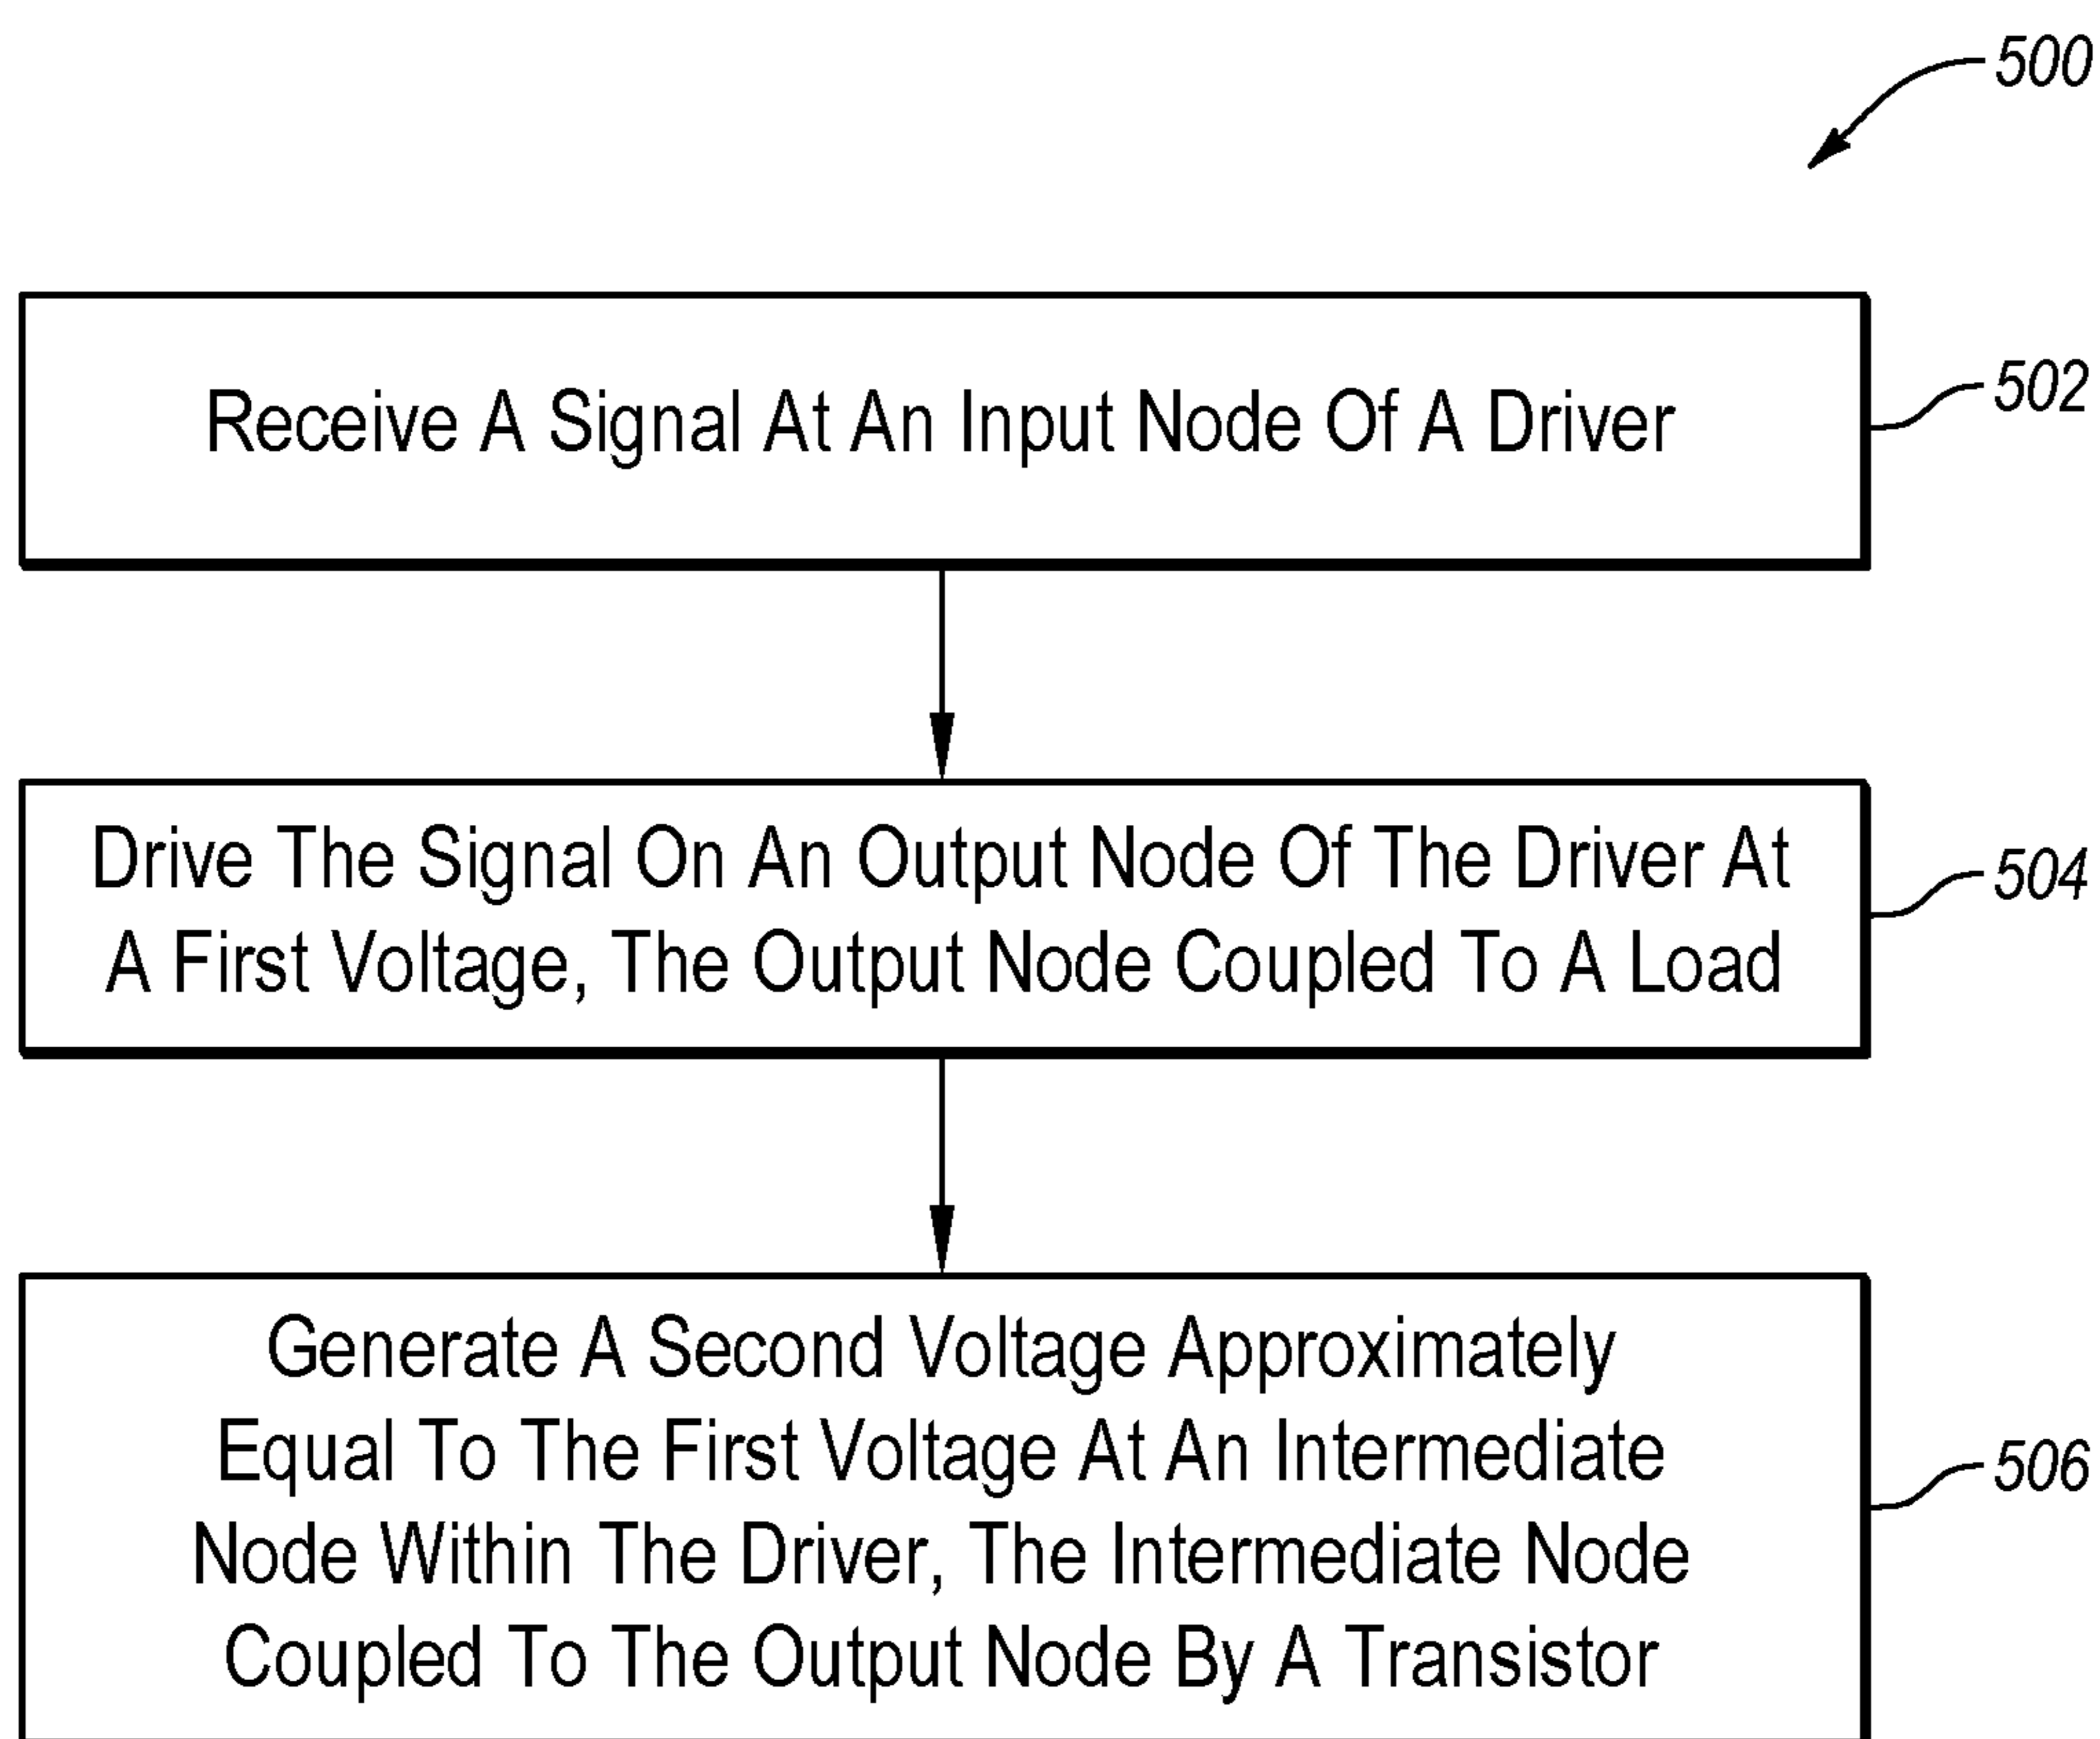 500
Receive A Signal At An Input Node Of A Driver
502
Drive The Signal On An Output Node Of The Driver At
A First Voltage, The Output Node Coupled To A Load
504
Generate A Second Voltage Approximately
Equal To The First Voltage At An Intermediate
Node Within The Driver, The Intermediate Node
Coupled To The Output Node By A Transistor
506